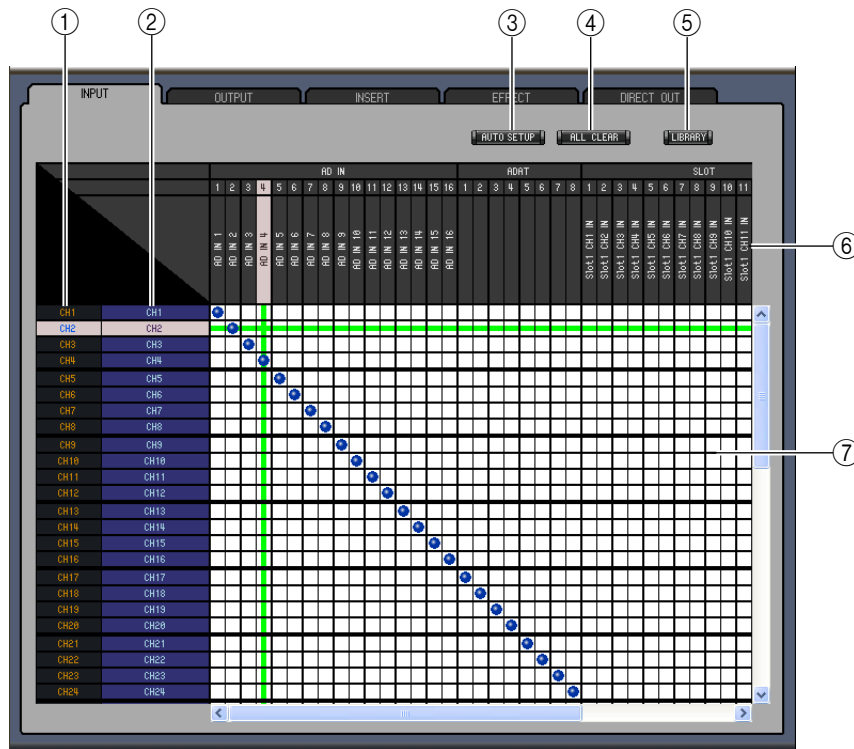 ① ② ③ ④ ⑤
INPUT OUTPUT INSERT EFFECT DIRECT OUT
AUTO SETUP ALL CLEAR LIBRARY
AD IN ADAT SLOT
1 2 3 4 5 6 7 8 9 10 11 12 13 14 15 16 1 2 3 4 5 6 7 8 1 2 3 4 5 6 7 8 9 10 11
AD IN 1
AD IN 2
AD IN 3
AD IN 4
AD IN 5
AD IN 6
AD IN 7
AD IN 8
AD IN 9
AD IN 10
AD IN 11
AD IN 12
AD IN 13
AD IN 14
AD IN 15
AD IN 16
Slot1 CH1 IN
Slot1 CH2 IN
Slot1 CH3 IN
Slot1 CH4 IN
Slot1 CH5 IN
Slot1 CH6 IN
Slot1 CH7 IN
Slot1 CH8 IN
Slot1 CH9 IN
Slot1 CH10 IN
Slot1 CH11 IN
⑥
CH1 CH1
CH2 CH2
CH3 CH3
CH4 CH4
CH5 CH5
CH6 CH6
CH7 CH7
CH8 CH8
CH9 CH9
⑦
CH10 CH10
CH11 CH11
CH12 CH12
CH13 CH13
CH14 CH14
CH15 CH15
CH16 CH16
CH17 CH17
CH18 CH18
CH19 CH19
CH20 CH20
CH21 CH21
CH22 CH22
CH23 CH23
CH24 CH24